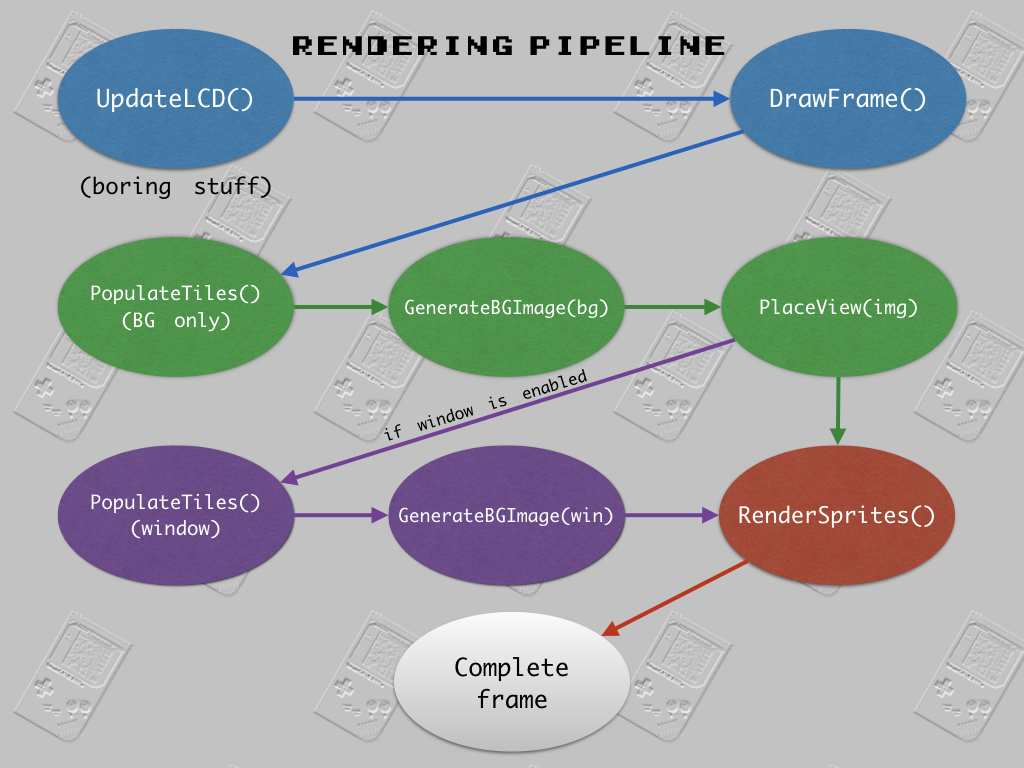 RENDERING PIPELINE
UpdateLCD()
DrawFrame()
(boring stuff)
PopulateTiles()
(BG only)
GenerateBGImage(bg)
PlaceView(img)
if window is enabled
PopulateTiles()
(window)
GenerateBGImage(win)
RenderSprites()
Complete
frame